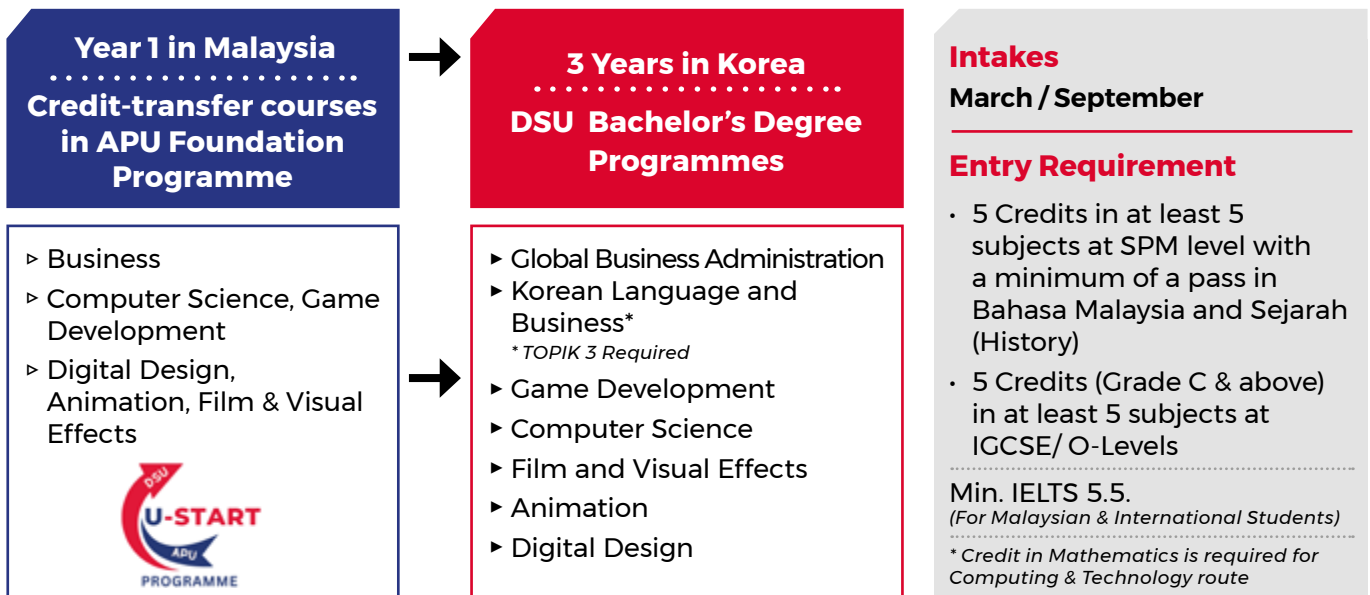 Year 1 in Malaysia
Credit-transfer courses
in APU Foundation
Programme
▹ Business
▹ Computer Science, Game
Development
▹ Digital Design,
Animation, Film & Visual
Effects
DSU
U-START
APU
PROGRAMME
3 Years in Korea
DSU Bachelor's Degree
Programmes
▸ Global Business Administration
▸ Korean Language and
Business*
* TOPIK 3 Required
▸ Game Development
▸ Computer Science
▸ Film and Visual Effects
▸ Animation
▸ Digital Design
Intakes
March / September
Entry Requirement
• 5 Credits in at least 5
subjects at SPM level with
a minimum of a pass in
Bahasa Malaysia and Sejarah
(History)
• 5 Credits (Grade C & above)
in at least 5 subjects at
IGCSE/ O-Levels
Min. IELTS 5.5.
(For Malaysian & International Students)
* Credit in Mathematics is required for
Computing & Technology route